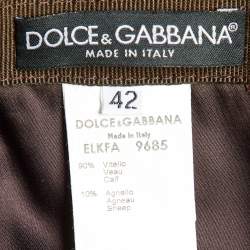 DOLCE & GABBANA®
MADE IN ITALY
42
DOLCE & GABBANA
Made in Italy
ELKFA 9685
90% Vitello
Veau
Calf
10% Agnello
Agneau
Sheep